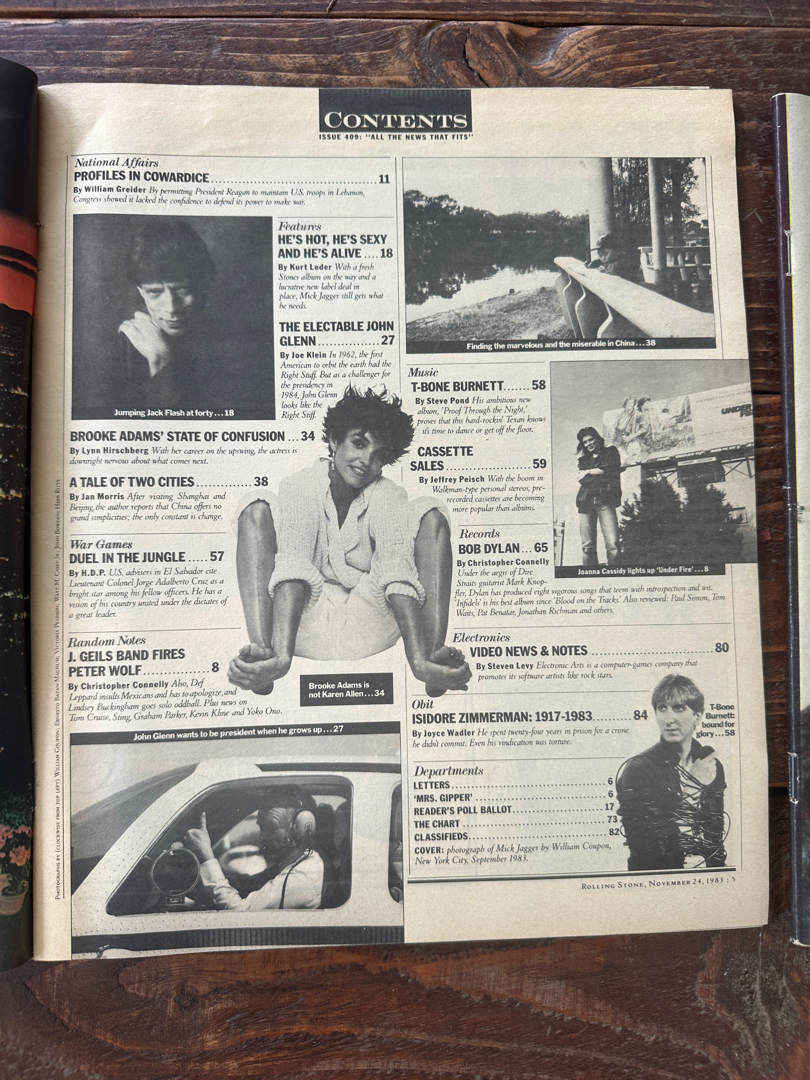 CONTENTS
ISSUE 409: "ALL THE NEWS THAT FITS"
National Affairs
PROFILES IN COWARDICE 11
By William Greider By permitting President Reagan to maintain U.S. troops in Lebanon,
Congress showed it lacked the confidence to defend its power to make war.
Jumping Jack Flash at forty...18
Features
HE'S HOT, HE'S SEXY
AND HE'S ALIVE ....18
By Kurt Loder With a fresh
Stones album on the way and a
lucrative new label deal in
place, Mick Jagger still gets what
he needs.
THE ELECTABLE JOHN
GLENN 27
By Joe Klein In 1962, the first
American to orbit the earth had the
Right Stuff. But as a challenger for
the presidency in
1984, John Glenn
looks like the
Right Stiff.
BROOKE ADAMS' STATE OF CONFUSION ...34
By Lynn Hirschberg With her career on the upswing, the actress is
downright nervous about what comes next.
A TALE OF TWO CITIES 38
By Jan Morris After visiting Shanghai and
Beijing, the author reports that China offers no
grand simplicities; the only constant is change.
War Games
DUEL IN THE JUNGLE .....57
By H.D.P. U.S. advisers in El Salvador cite
Lieutenant Colonel Jorge Adalberto Cruz as a
bright star among his fellow officers. He has a
vision of his country united under the dictates of
a great leader.
Random Notes
J. GEILS BAND FIRES
PETER WOLF 8
By Christopher Connelly Also, Def
Leppard insults Mexicans and has to apologize, and
Lindsey Buckingham goes solo oddball. Plus news on
Tom Cruise, Sting, Graham Parker, Kevin Kline and Yoko Ono.
Brooke Adams is
not Karen Allen...34
John Glenn wants to be president when he grows up...27
Finding the marvelous and the miserable in China...38
Music
T-BONE BURNETT.......58
By Steve Pond His ambitious new
album, 'Proof Through the Night,'
proves that this hard-rockin' Texan knows
it's time to dance or get off the floor.
CASSETTE
SALES 59
By Jeffrey Peisch With the boom in
Walkman-type personal stereos, pre-
recorded cassettes are becoming
more popular than albums.
UNDER
Joanna Cassidy lights up 'Under Fire'...8
Records
BOB DYLAN...65
By Christopher Connelly
Under the aegis of Dire
Straits guitarist Mark Knop-
fler, Dylan has produced eight vigorous songs that teem with introspection and wit.
'Infidels' is his best album since 'Blood on the Tracks.' Also reviewed: Paul Simon, Tom
Waits, Pat Benatar, Jonathan Richman and others.
Electronics
VIDEO NEWS & NOTES 80
By Steven Levy Electronic Arts is a computer-games company that
promotes its software artists like rock stars.
Obit
ISIDORE ZIMMERMAN: 1917-1983 84
By Joyce Wadler He spent twenty-four years in prison for a crime
he didn't commit. Even his vindication was torture.
T-Bone
Burnett:
bound for
glory...58
Departments
LETTERS 6
'MRS. GIPPER' 6
READER'S POLL BALLOT 17
THE CHART 73
CLASSIFIEDS 82
COVER: photograph of Mick Jagger by William Coupon,
New York City, September 1983.
ROLLING STONE, NOVEMBER 24, 1983 : 5
PHOTOGRAPHS BY (CLOCKWISE FROM TOP LEFT) WILLIAM COUPON;